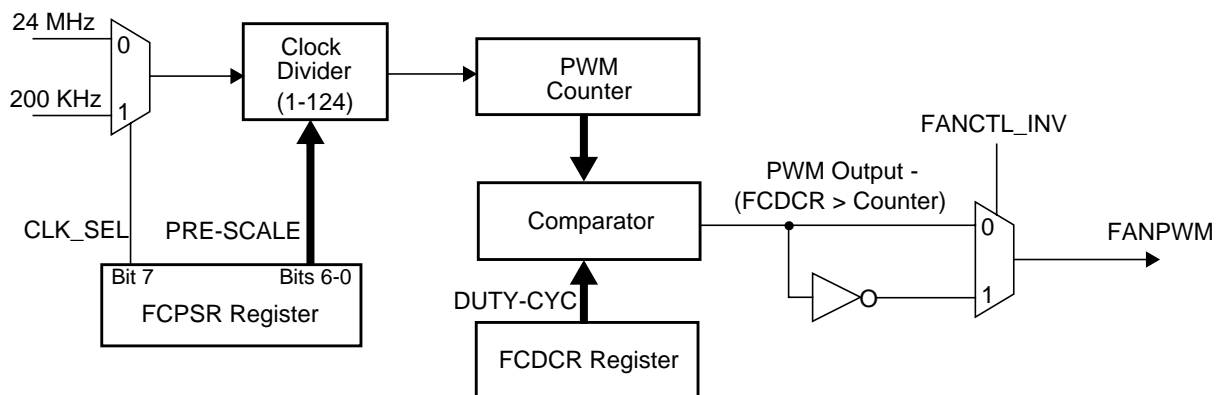 24 MHz
0
200 KHz
1
Clock
Divider
(1-124)
PWM
Counter
FANCTL_INV
PWM Output -
(FCDCR > Counter)
Comparator
0
1
FANPWM
CLK_SEL
PRE-SCALE
Bit 7
Bits 6-0
FCPSR Register
DUTY-CYC
FCDCR Register